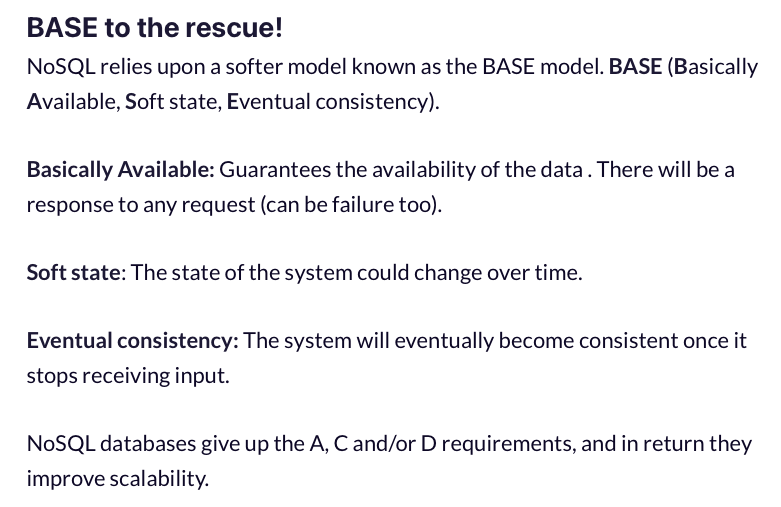 BASE to the rescue!
NoSQL relies upon a softer model known as the BASE model. BASE (Basically
Available, Soft state, Eventual consistency).
Basically Available: Guarantees the availability of the data . There will be a
response to any request (can be failure too).
Soft state: The state of the system could change over time.
Eventual consistency: The system will eventually become consistent once it
stops receiving input.
NoSQL databases give up the A, C and/or D requirements, and in return they
improve scalability.